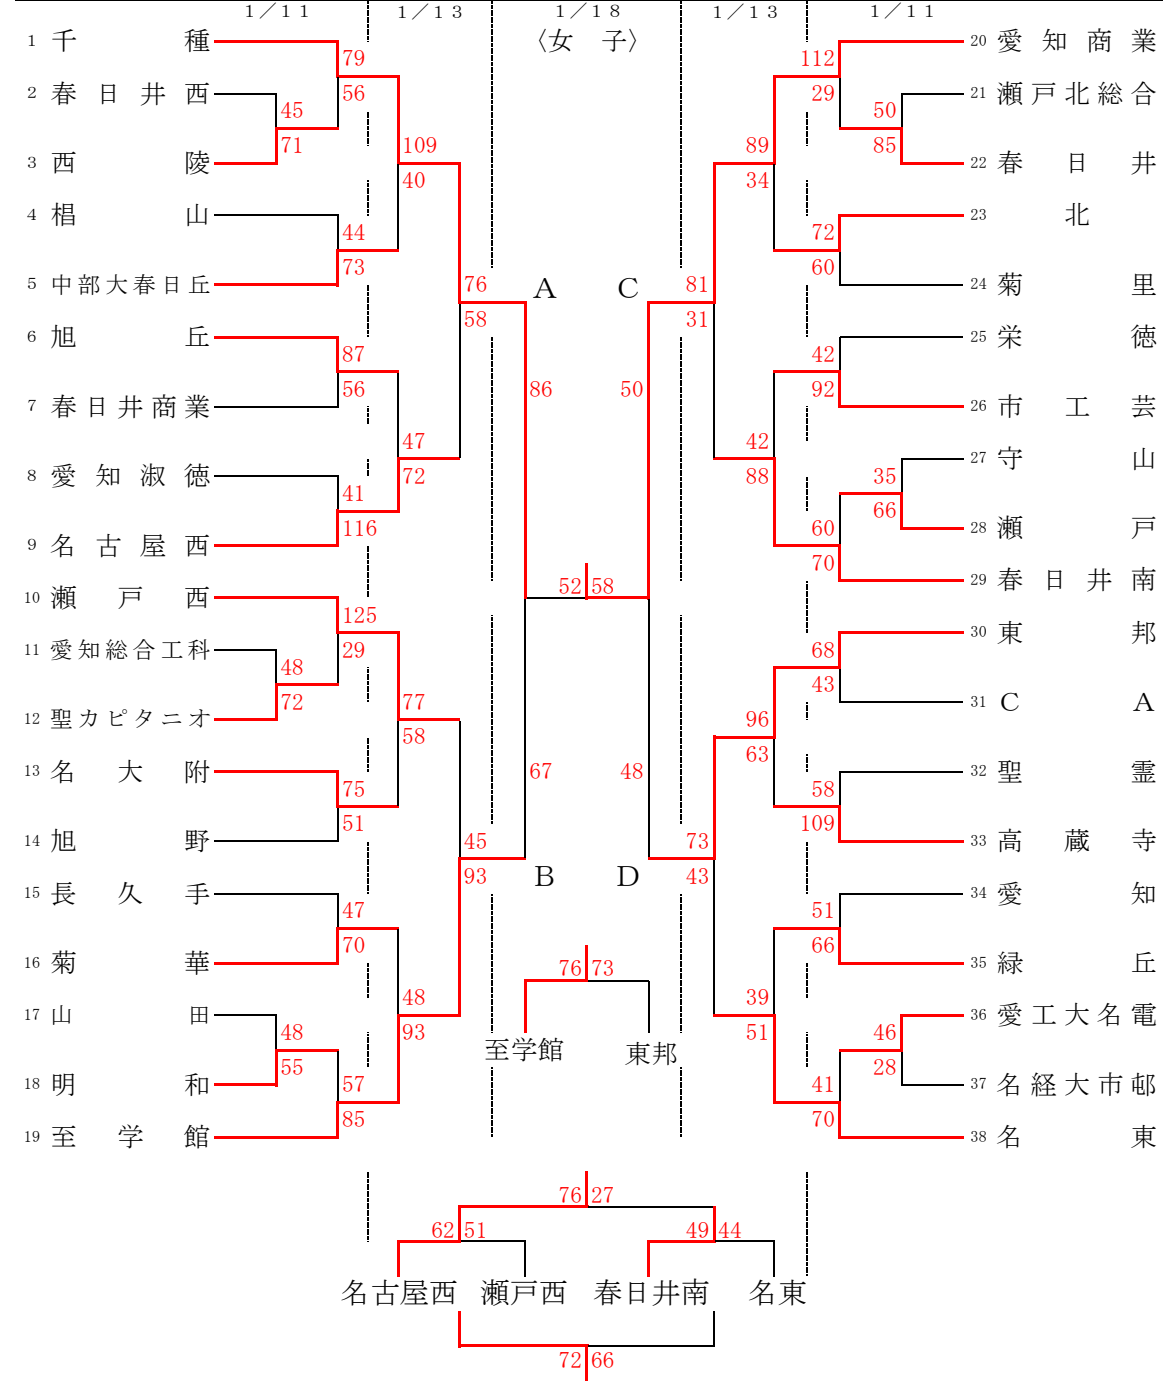 1／11 1／13 1／18 1／13 1／11
〈女 子〉
1 千種
2 春日井西
3 西陵
4 椙山
5 中部大春日丘
6 旭丘
7 春日井商業
8 愛知淑徳
9 名古屋西
10 瀬戸西
11 愛知総合工科
12 聖カピタニオ
13 名大附
14 旭野
15 長久手
16 菊華
17 山田
18 明和
19 至学館
79
56
45
71
44
73
87
56
41
116
125
29
48
72
75
51
47
70
48
55
57
85
109
40
47
72
77
58
48
93
76
58
45
93
A
B
86
67
52 58
C
D
50
48
81
31
73
43
89
34
42
88
96
63
39
51
112
29
50
85
72
60
42
92
35
66
60
70
68
43
58
109
51
66
46
28
41
70
20 愛知商業
21 瀬戸北総合
22 春日井
23 北
24 菊里
25 栄徳
26 市工芸
27 守山
28 瀬戸
29 春日井南
30 東邦
31 CA
32 聖霊
33 高蔵寺
34 愛知
35 緑丘
36 愛工大名電
37 名経大市邨
38 名東
76 73
至学館 東邦
76 27
62 51 49 44
名古屋西 瀬戸西 春日井南 名東
72 66